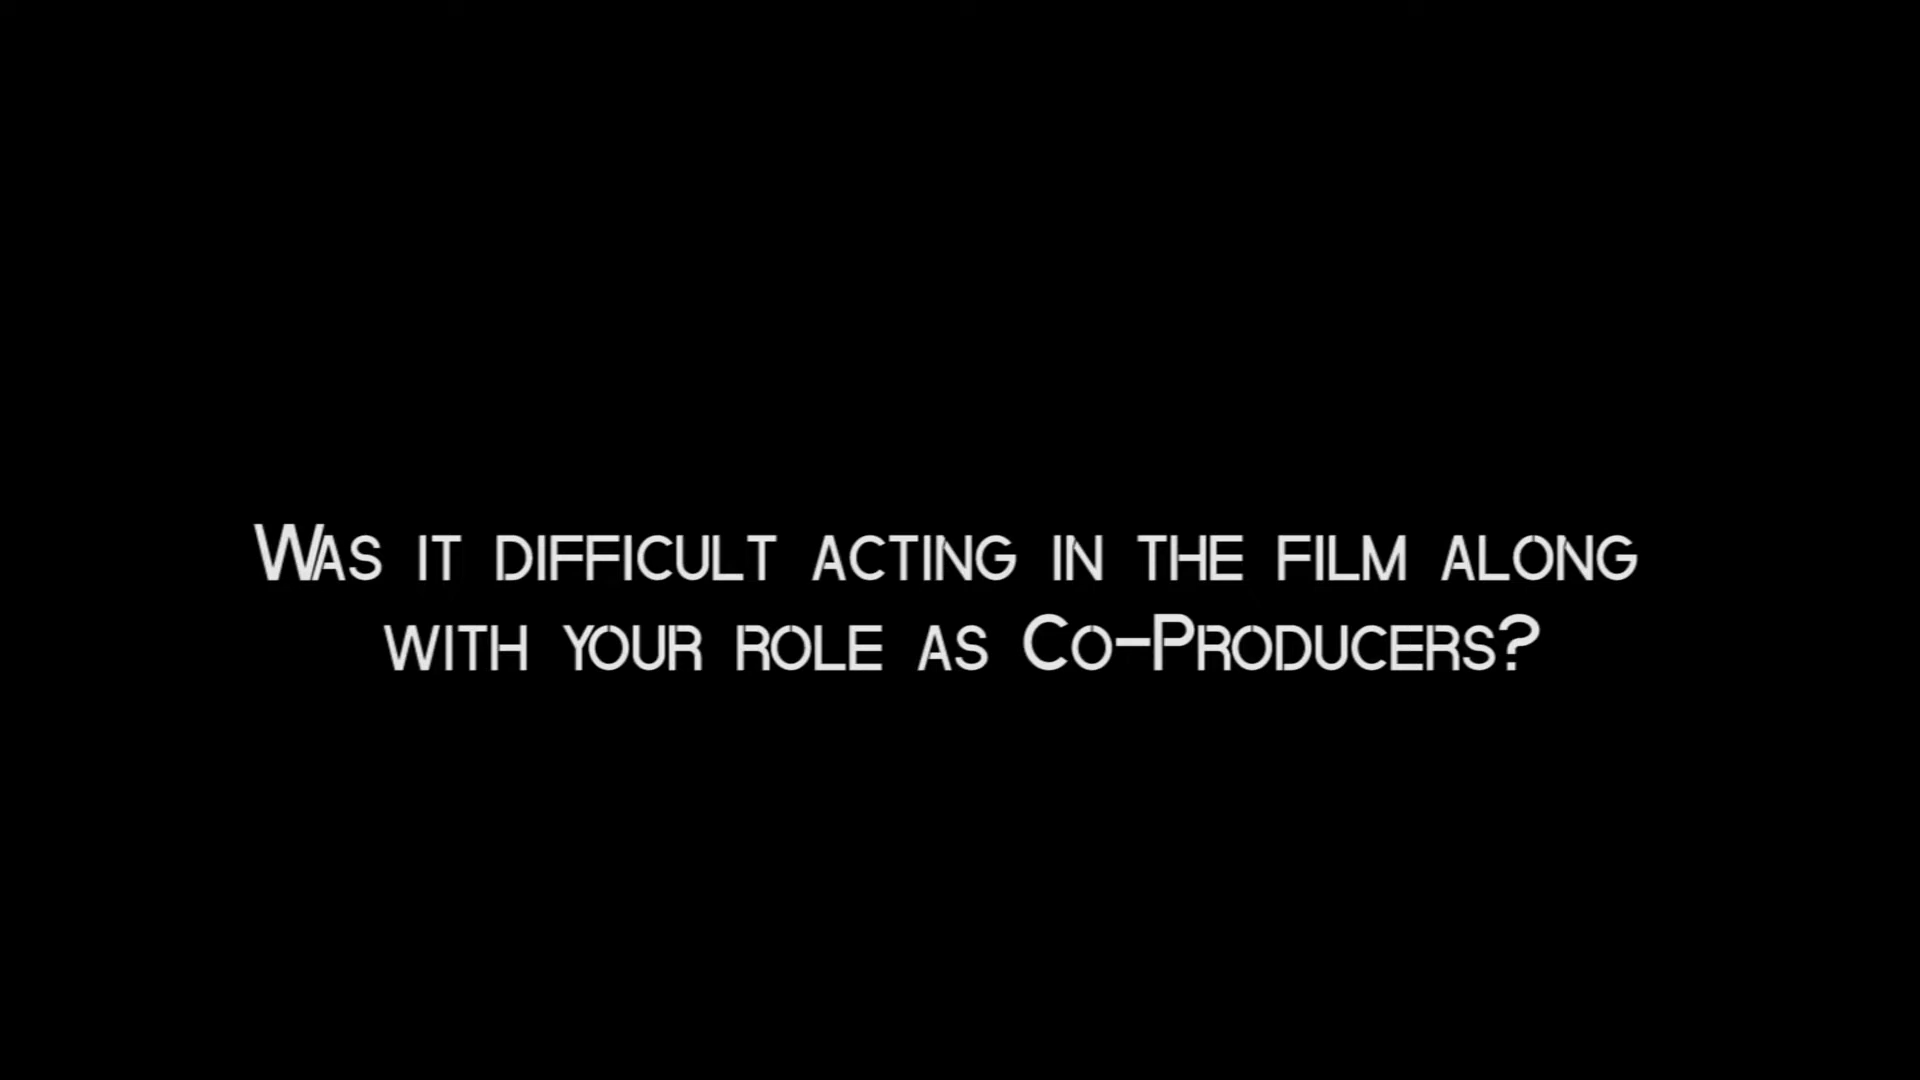 Was it difficult acting in the film along
with your role as Co-Producers?